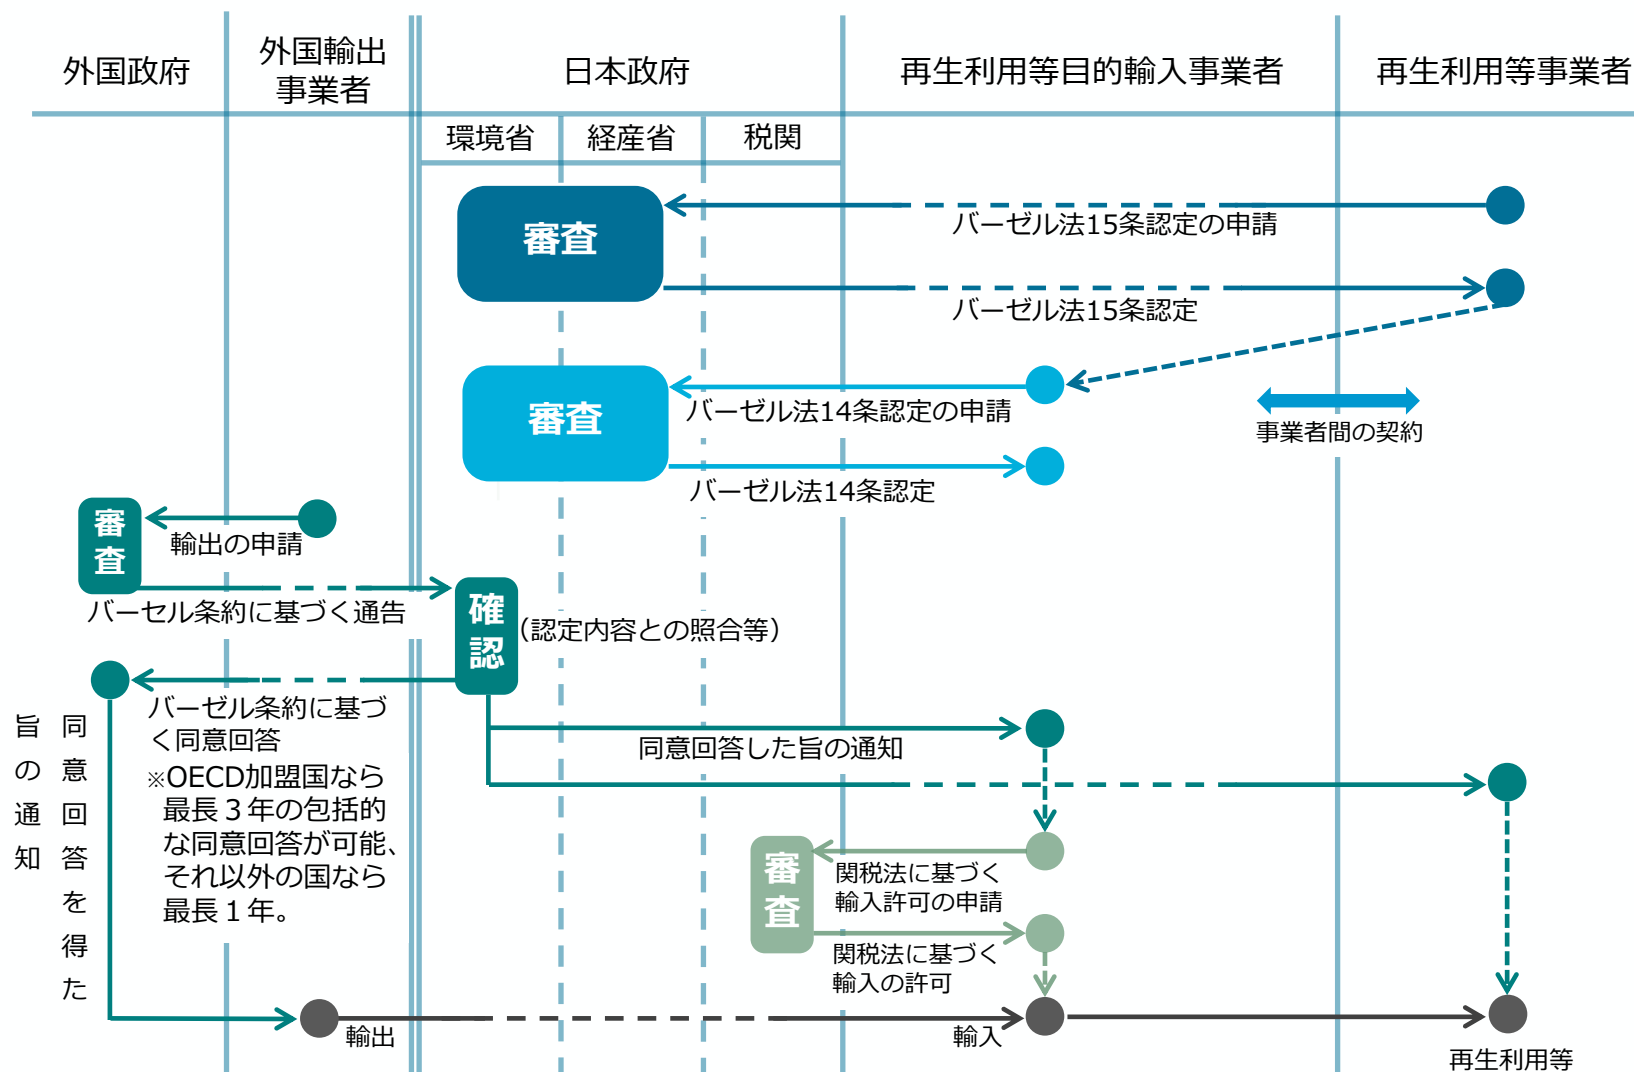 外国政府
外国輸出
事業者
日本政府
再生利用等目的輸入事業者
再生利用等事業者
環境省
経産省
税関
審査
バーゼル法15条認定の申請
バーゼル法15条認定
審査
バーゼル法14条認定の申請
事業者間の契約
バーゼル法14条認定
審査
輸出の申請
バーセル条約に基づく通告
確認
（認定内容との照合等）
バーゼル条約に基づ
く同意回答
※OECD加盟国なら
最長３年の包括的
な同意回答が可能、
それ以外の国なら
最長１年。
同意回答を得た
旨の通知
同意回答した旨の通知
審査
関税法に基づく
輸入許可の申請
関税法に基づく
輸入の許可
輸出
輸入
再生利用等